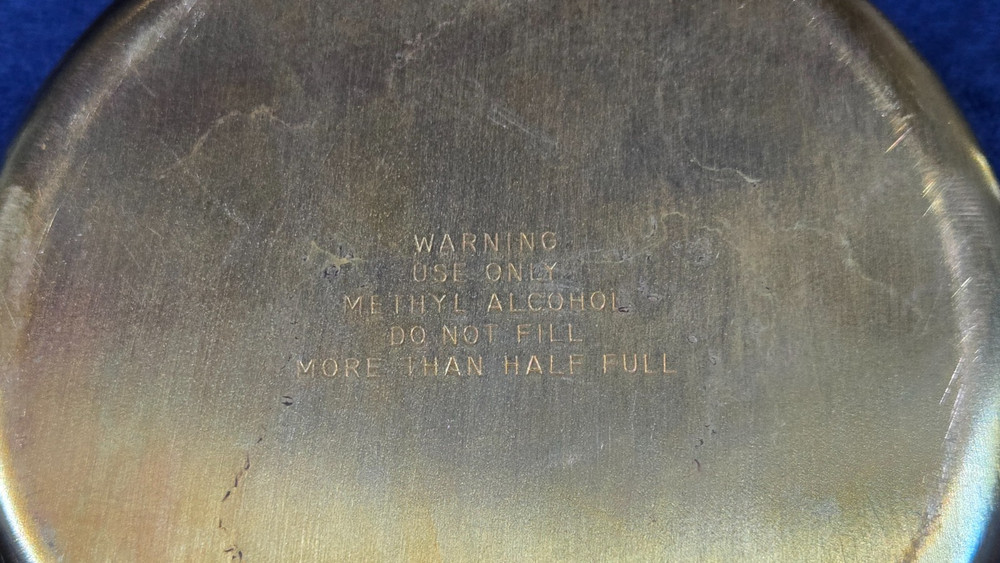 WARNING
USE ONLY
METHYL ALCOHOL
DO NOT FILL
MORE THAN HALF FULL